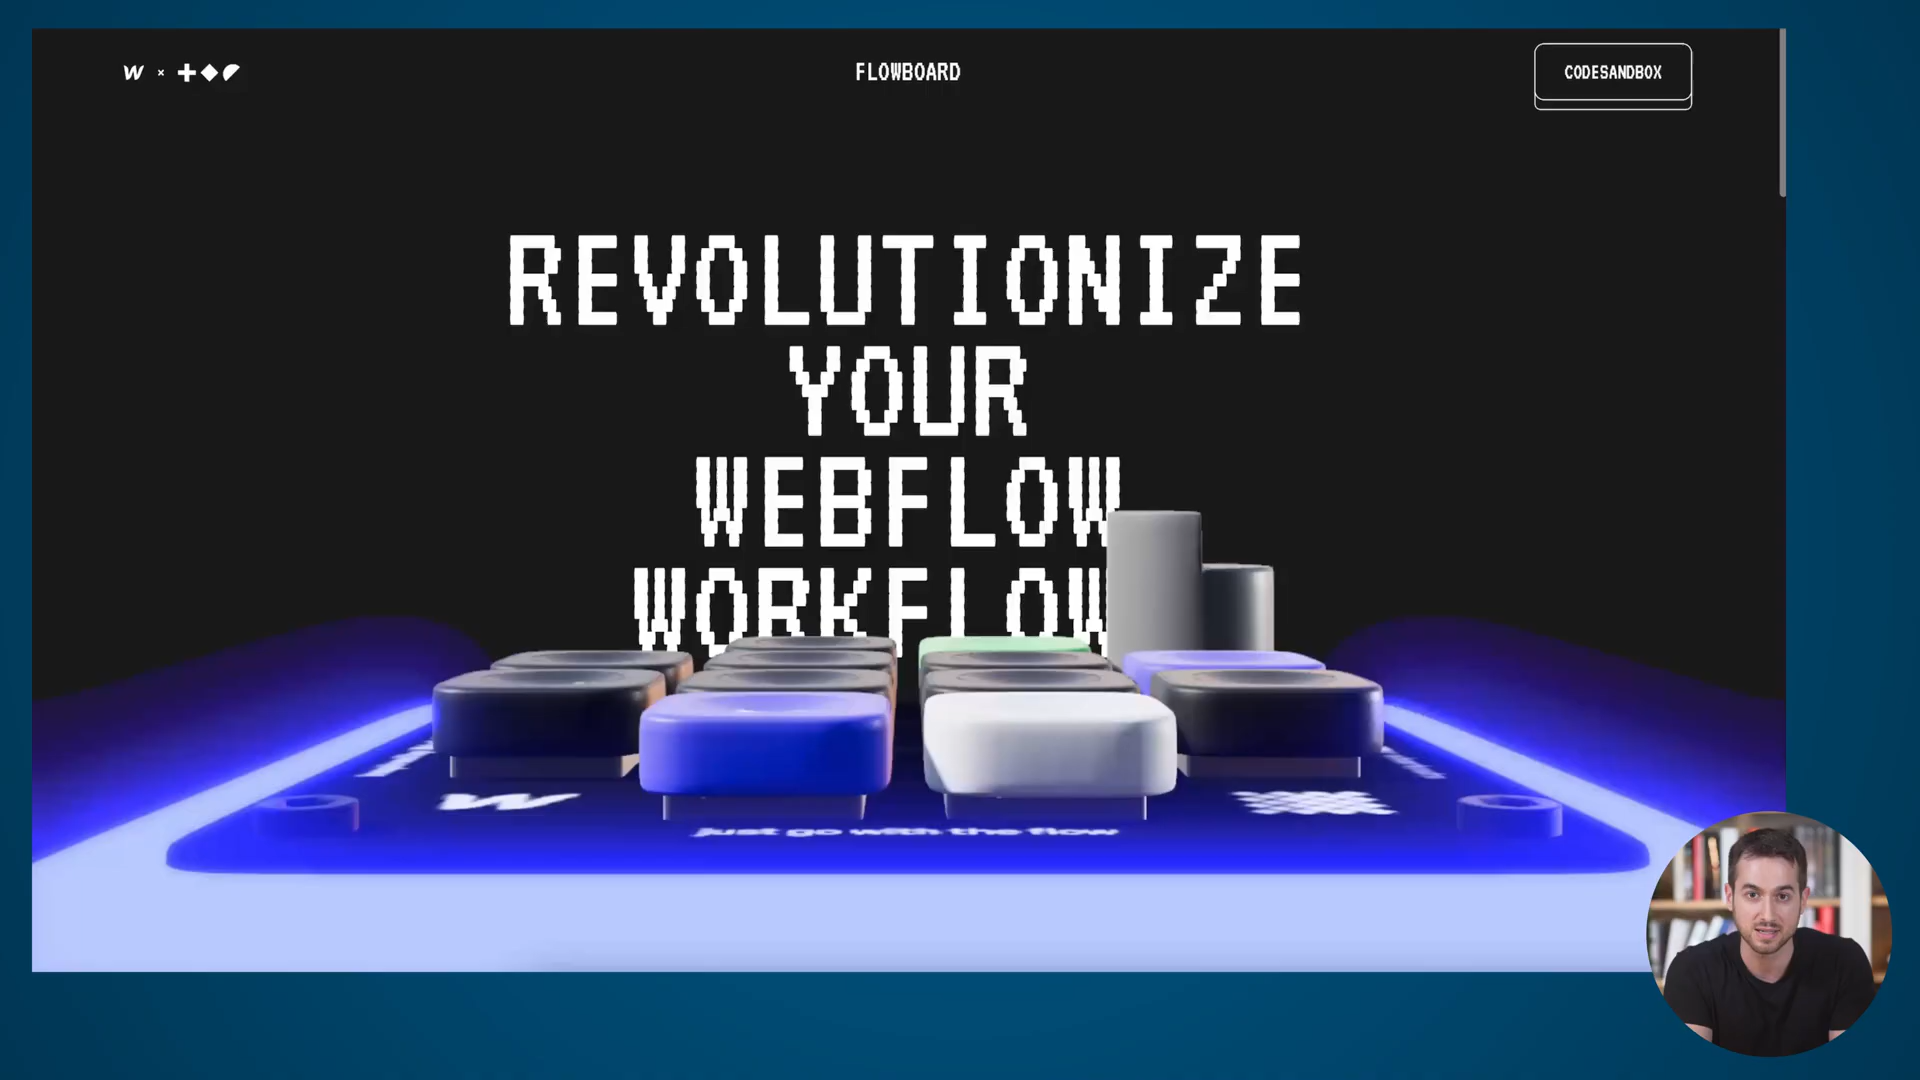 W ×
FLOWBOARD
CODESANDBOX
REVOLUTIONIZE
YOUR
WEBFLOW
WORKFLOW
W
just go with the flow